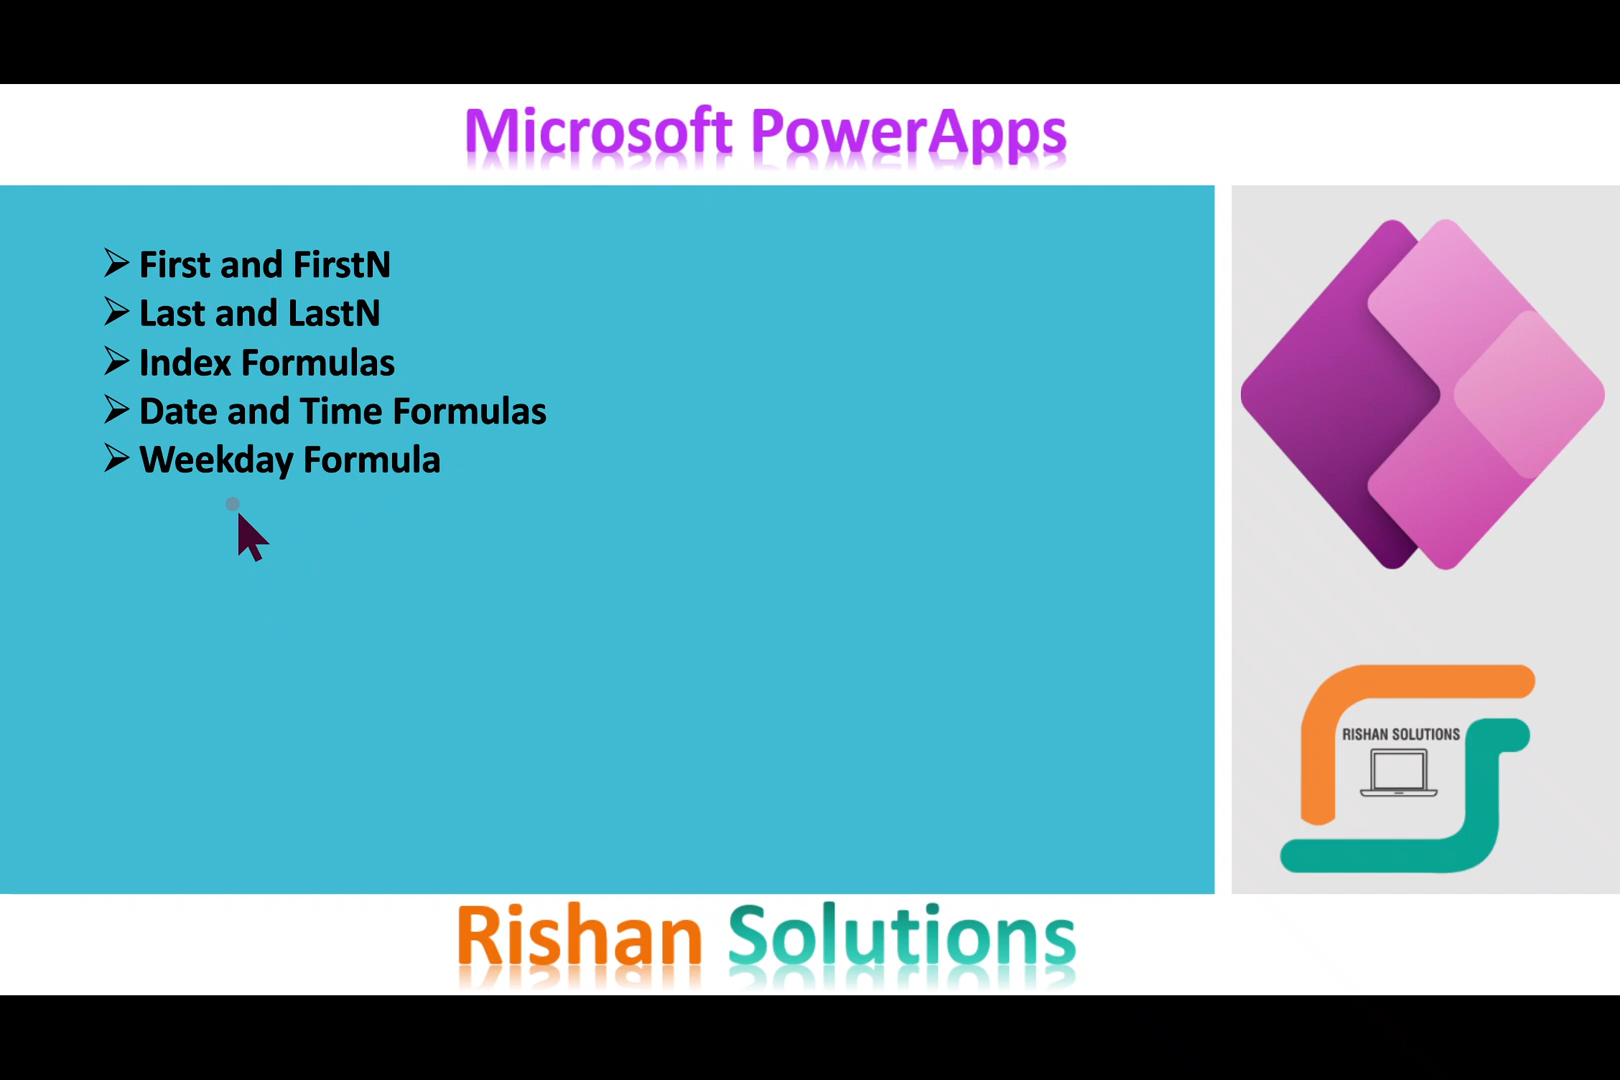 Microsoft PowerApps
➢ First and FirstN
➢ Last and LastN
➢ Index Formulas
➢ Date and Time Formulas
➢ Weekday Formula
RISHAN SOLUTIONS
Rishan Solutions